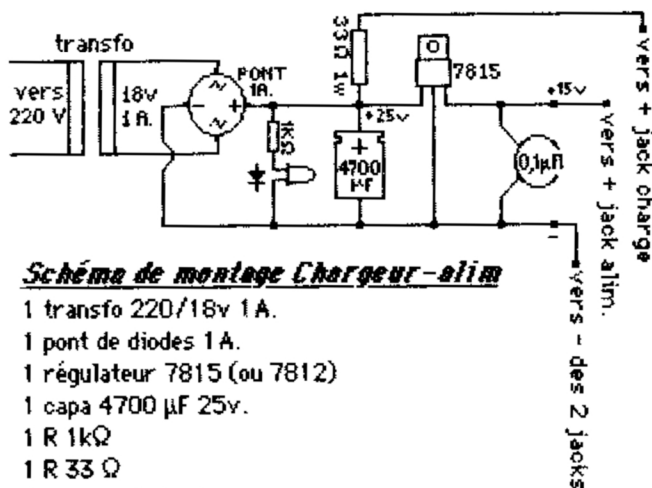 transfo
vers
220 V
18v
1 A.
PONT
1A.
~
- +
~
33Ω 1w
7815
+25v
+15v
1KΩ
+
4700
µF
0,1µF
-
vers + jack charge
vers + jack alim.
vers - des 2 jacks
Schéma de montage Chargeur-alim
1 transfo 220/18v 1 A.
1 pont de diodes 1 A.
1 régulateur 7815 (ou 7812)
1 capa 4700 µF 25v.
1 R 1kΩ
1 R 33 Ω